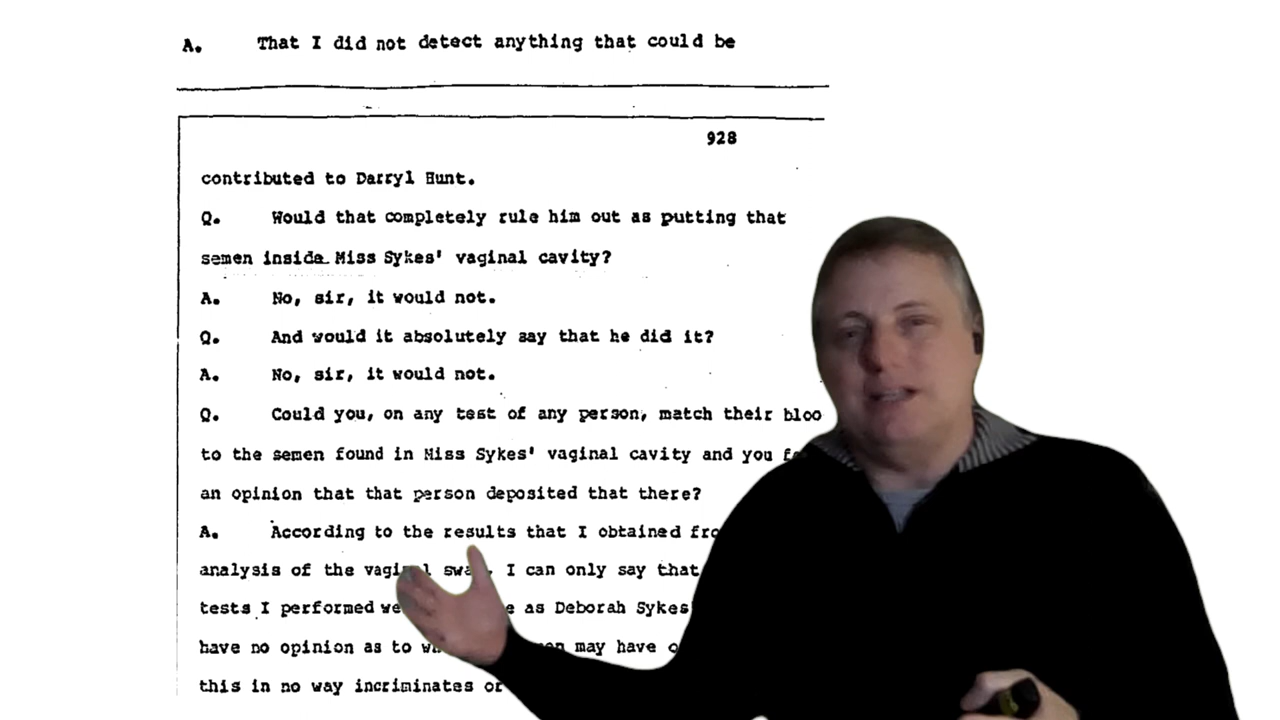 A. That I did not detect anything that could be
928
contributed to Darryl Hunt.
Q. Would that completely rule him out as putting that
semen inside Miss Sykes' vaginal cavity?
A. No, sir, it would not.
Q. And would it absolutely say that he did it?
A. No, sir, it would not.
Q. Could you, on any test of any person, match their bloo
to the semen found in Miss Sykes' vaginal cavity and you
an opinion that that person deposited that there?
A. According to the results that I obtained
analysis of the I can only say that
tests I performed as Deborah Sykes'
have no opinion as to may have
this in no way incriminates or